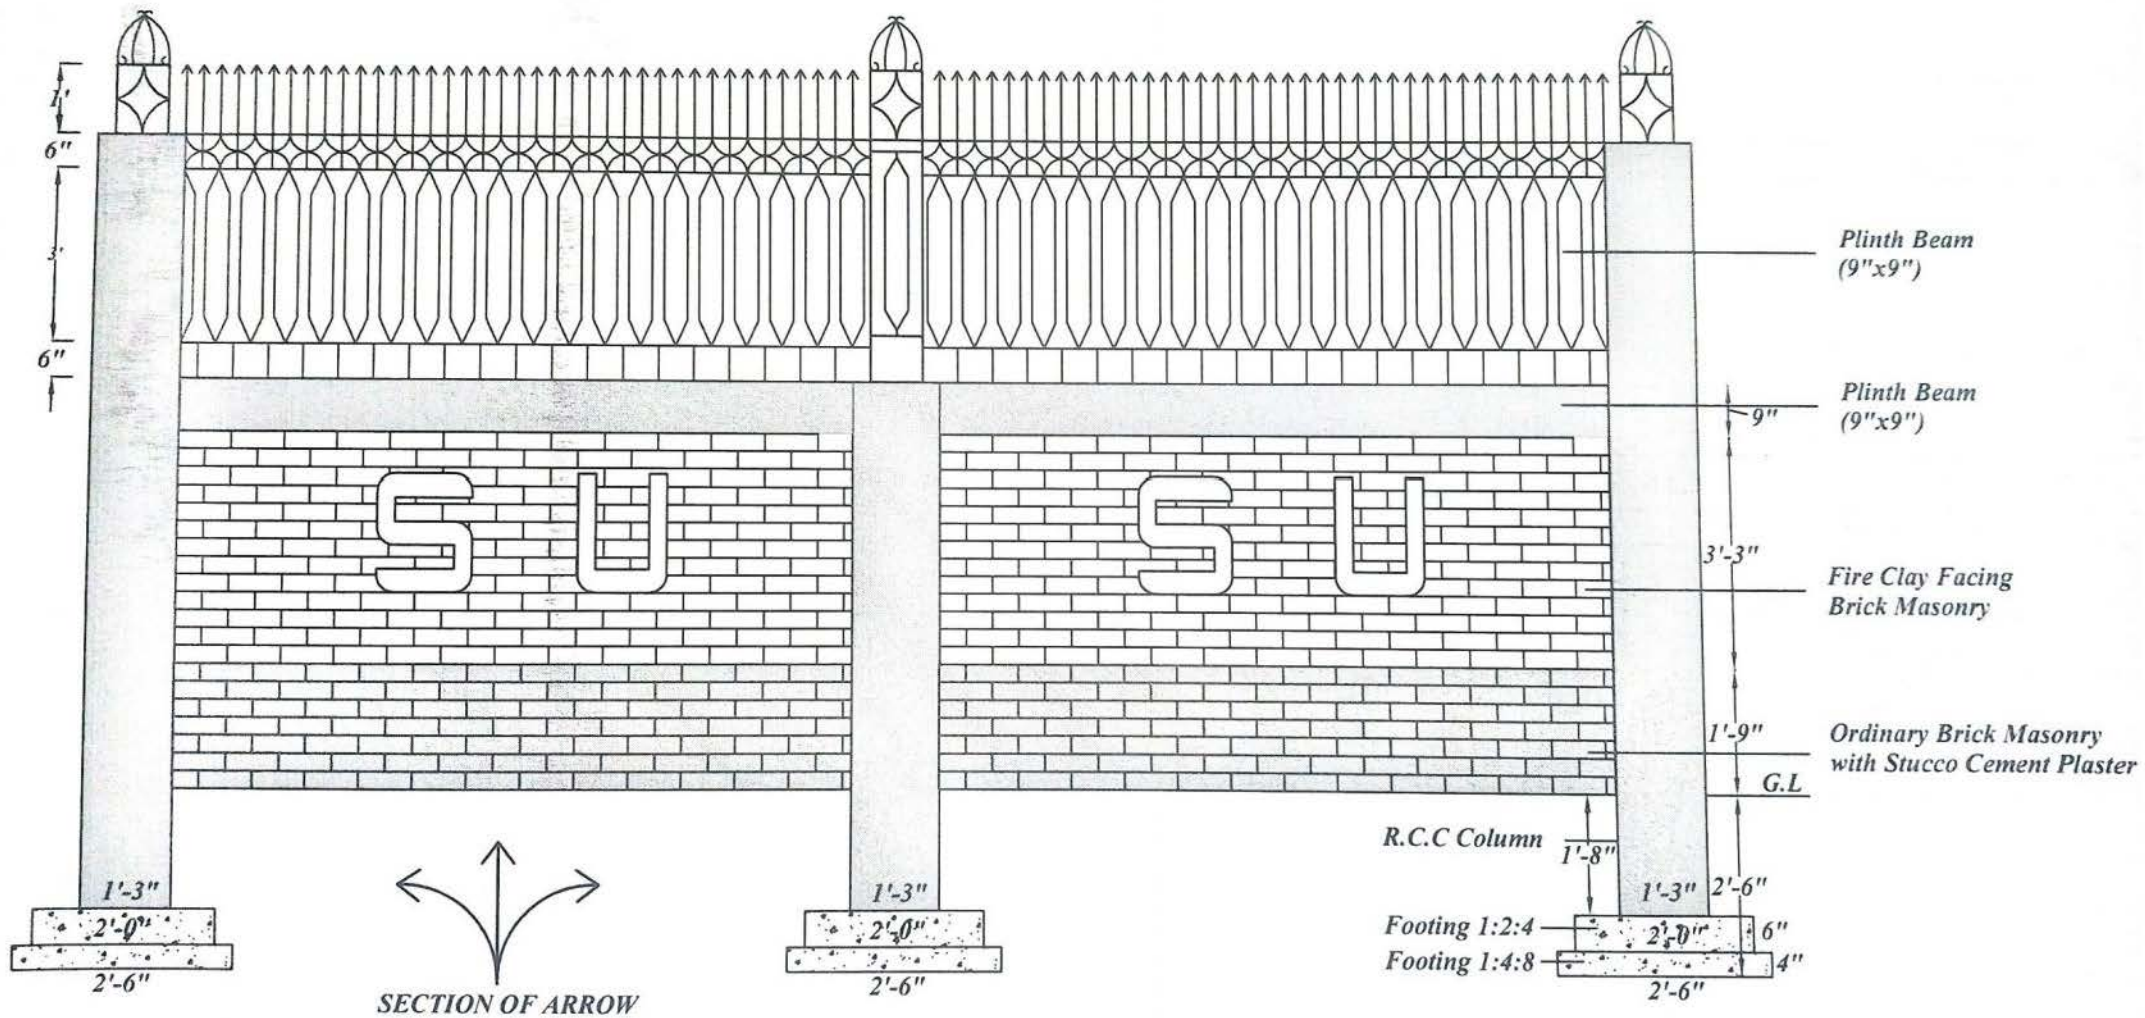 1'
6"
3'
6"
Plinth Beam
(9"x9")
Plinth Beam
(9"x9")
9"
S U
S U
3'-3"
Fire Clay Facing
Brick Masonry
1'-9"
Ordinary Brick Masonry
with Stucco Cement Plaster
G.L
R.C.C Column
1'-8"
2'-6"
1'-3"
1'-3"
1'-3"
2'-0"
2'-0"
2'-0"
Footing 1:2:4
6"
Footing 1:4:8
4"
2'-6"
2'-6"
2'-6"
SECTION OF ARROW